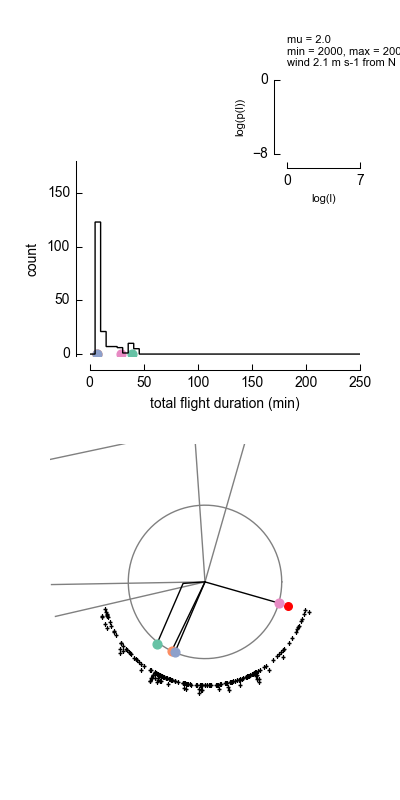 mu = 2.0
min = 2000, max = 200
wind 2.1 m s-1 from N
0
log(p(l))
−8
0 7
log(l)
150
100
50
0
count
0 50 100 150 200 250
total flight duration (min)